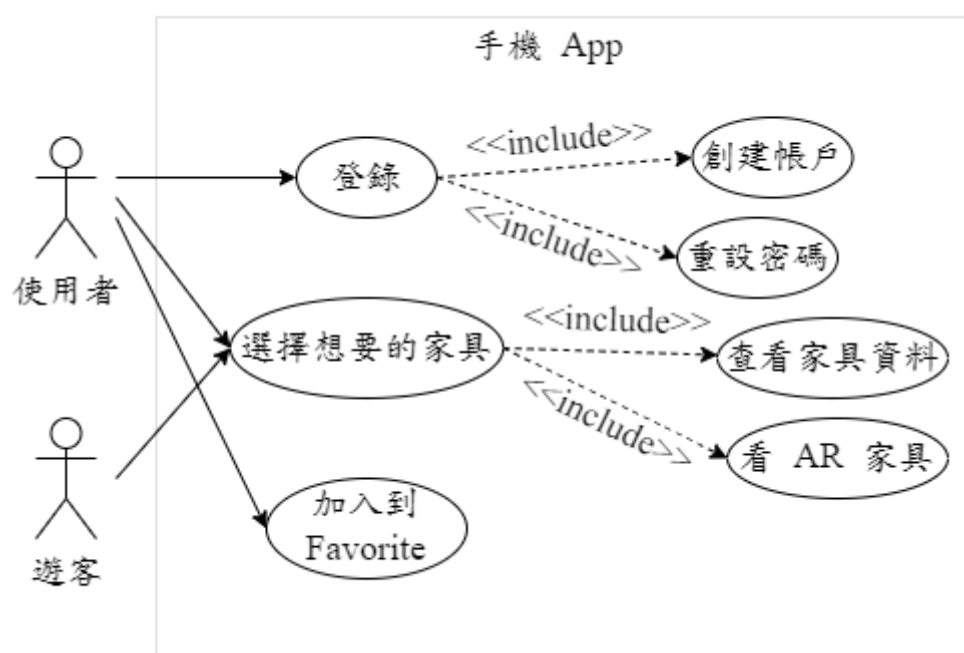 手機 App
<<include>>
創建帳戶
登錄
<<include>>
重設密碼
使用者
<<include>>
選擇想要的家具
查看家具資料
<<include>>
看 AR 家具
加入到
Favorite
遊客